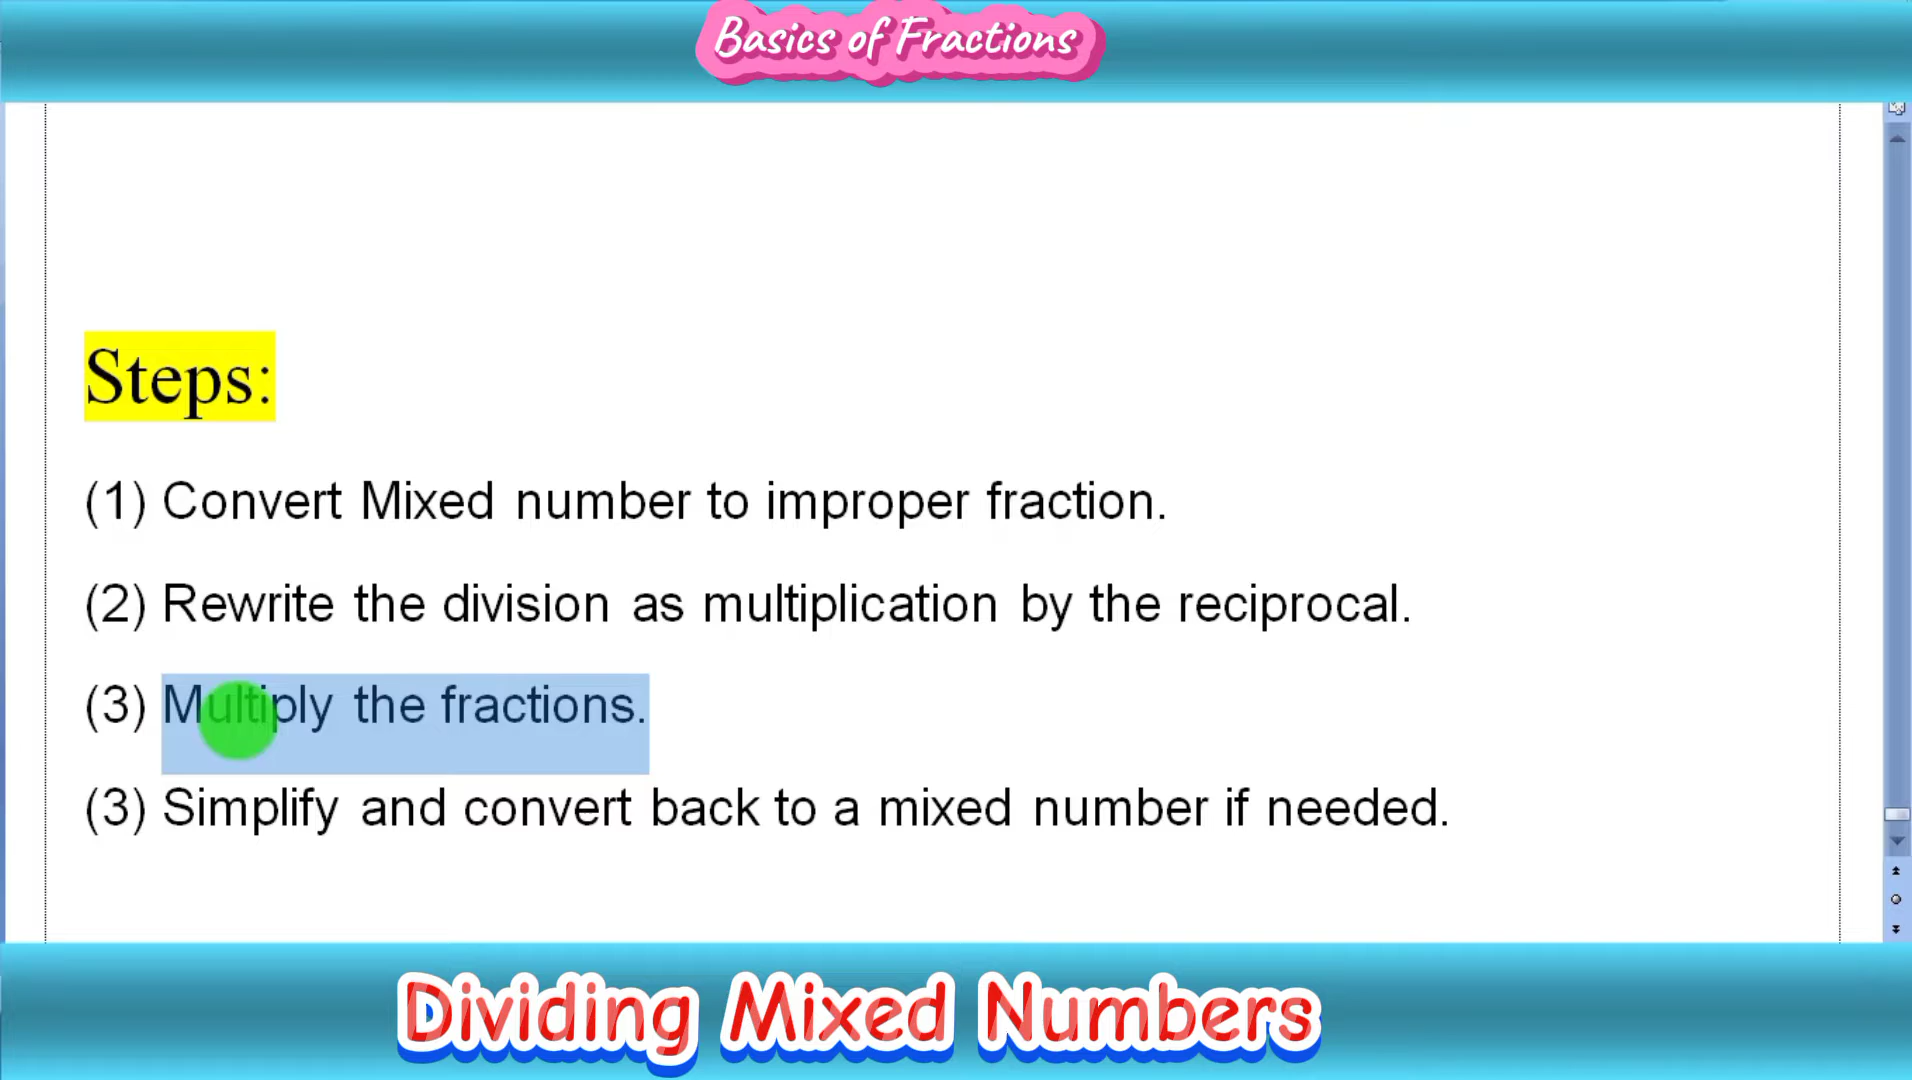 Basics of Fractions
Steps:
(1) Convert Mixed number to improper fraction.
(2) Rewrite the division as multiplication by the reciprocal.
(3) Multiply the fractions.
(3) Simplify and convert back to a mixed number if needed.
Dividing Mixed Numbers